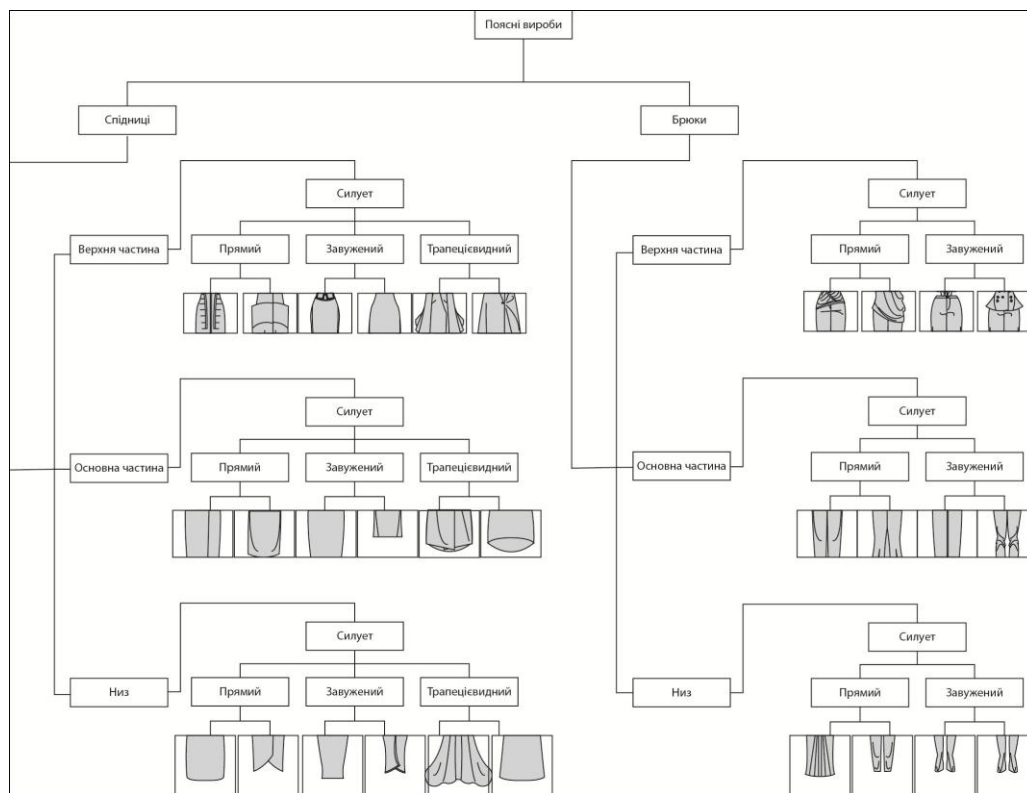 Поясні вироби
Спідниці
Брюки
Силует
Силует
Верхня частина
Прямий
Завужений
Трапецієвидний
Верхня частина
Прямий
Завужений
Силует
Силует
Основна частина
Прямий
Завужений
Трапецієвидний
Основна частина
Прямий
Завужений
Силует
Силует
Низ
Прямий
Завужений
Трапецієвидний
Низ
Прямий
Завужений